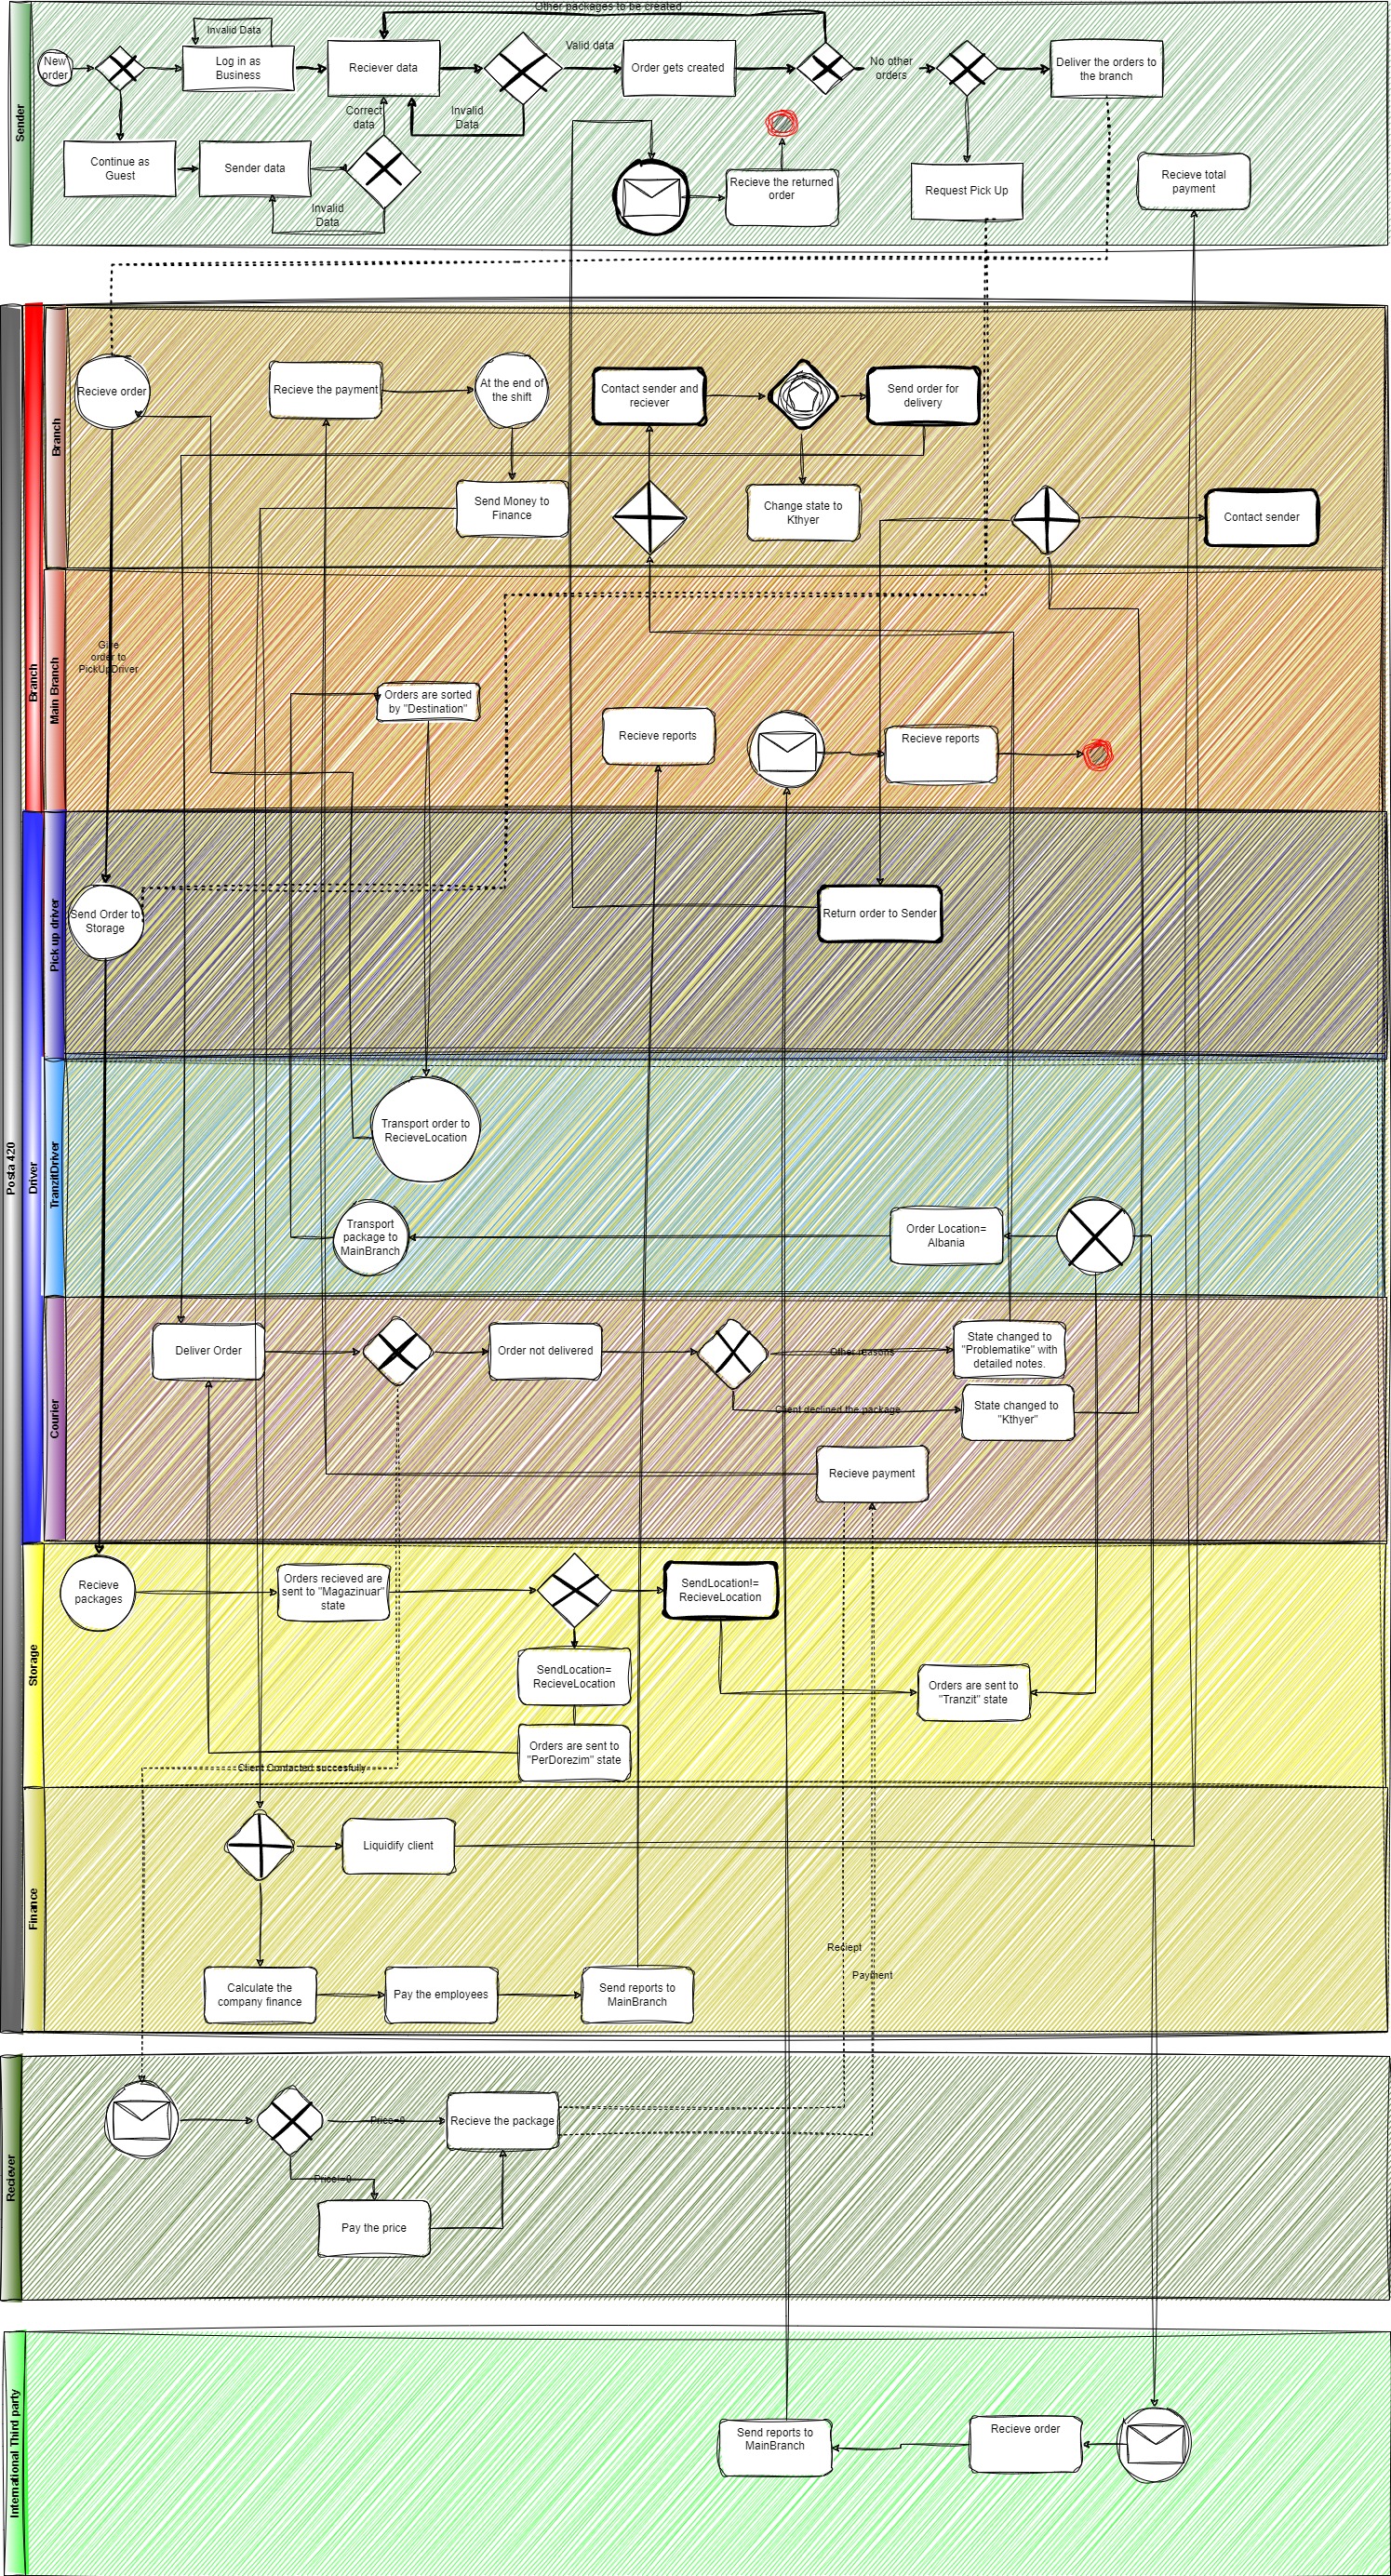 Other packages to be created
Sender
New
order
Invalid Data
Log in as
Business
Reciever data
Valid data
Order gets created
No other
orders
Deliver the orders to
the branch
Correct
data
Invalid
Data
Continue as
Guest
Sender data
Invalid
Data
Recieve the returned
order
Request Pick Up
Recieve total
payment
Posta 420
Branch
Branch
Recieve order
Recieve the payment
At the end of
the shift
Contact sender and
reciever
Send order for
delivery
Send Money to
Finance
Change state to
Kthyer
Contact sender
Main Branch
Give
order to
PickUpDriver
Orders are sorted
by "Destination"
Recieve reports
Recieve reports
Driver
Pick up driver
Send Order to
Storage
Return order to Sender
TranzitDriver
Transport order to
RecieveLocation
Transport
package to
MainBranch
Order Location=
Albania
Courier
Deliver Order
Order not delivered
Other reasons
State changed to
"Problematike" with
detailed notes.
Client declined the package
State changed to
"Kthyer"
Recieve payment
Storage
Recieve
packages
Orders recieved are
sent to "Magazinuar"
state
SendLocation!=
RecieveLocation
SendLocation=
RecieveLocation
Orders are sent to
"Tranzit" state
Orders are sent to
"PerDorezim" state
Client Contacted succesfully
Finance
Liquidify client
Reciept
Payment
Calculate the
company finance
Pay the employees
Send reports to
MainBranch
Reciever
Price=0
Recieve the package
Price!=0
Pay the price
International Third party
Send reports to
MainBranch
Recieve order